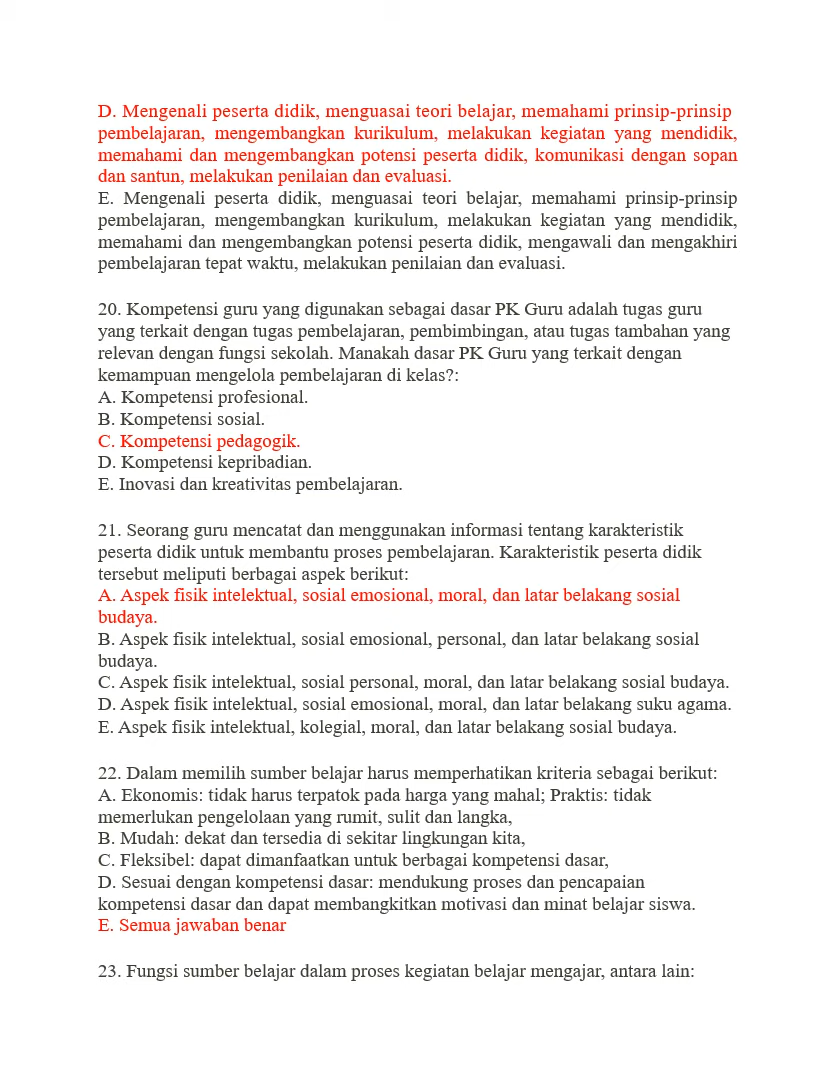 D. Mengenali peserta didik, menguasai teori belajar, memahami prinsip-prinsip
pembelajaran, mengembangkan kurikulum, melakukan kegiatan yang mendidik,
memahami dan mengembangkan potensi peserta didik, komunikasi dengan sopan
dan santun, melakukan penilaian dan evaluasi.
E. Mengenali peserta didik, menguasai teori belajar, memahami prinsip-prinsip
pembelajaran, mengembangkan kurikulum, melakukan kegiatan yang mendidik,
memahami dan mengembangkan potensi peserta didik, mengawali dan mengakhiri
pembelajaran tepat waktu, melakukan penilaian dan evaluasi.
20. Kompetensi guru yang digunakan sebagai dasar PK Guru adalah tugas guru
yang terkait dengan tugas pembelajaran, pembimbingan, atau tugas tambahan yang
relevan dengan fungsi sekolah. Manakah dasar PK Guru yang terkait dengan
kemampuan mengelola pembelajaran di kelas?:
A. Kompetensi profesional.
B. Kompetensi sosial.
C. Kompetensi pedagogik.
D. Kompetensi kepribadian.
E. Inovasi dan kreativitas pembelajaran.
21. Seorang guru mencatat dan menggunakan informasi tentang karakteristik
peserta didik untuk membantu proses pembelajaran. Karakteristik peserta didik
tersebut meliputi berbagai aspek berikut:
A. Aspek fisik intelektual, sosial emosional, moral, dan latar belakang sosial
budaya.
B. Aspek fisik intelektual, sosial emosional, personal, dan latar belakang sosial
budaya.
C. Aspek fisik intelektual, sosial personal, moral, dan latar belakang sosial budaya.
D. Aspek fisik intelektual, sosial emosional, moral, dan latar belakang suku agama.
E. Aspek fisik intelektual, kolegial, moral, dan latar belakang sosial budaya.
22. Dalam memilih sumber belajar harus memperhatikan kriteria sebagai berikut:
A. Ekonomis: tidak harus terpatok pada harga yang mahal; Praktis: tidak
memerlukan pengelolaan yang rumit, sulit dan langka,
B. Mudah: dekat dan tersedia di sekitar lingkungan kita,
C. Fleksibel: dapat dimanfaatkan untuk berbagai kompetensi dasar,
D. Sesuai dengan kompetensi dasar: mendukung proses dan pencapaian
kompetensi dasar dan dapat membangkitkan motivasi dan minat belajar siswa.
E. Semua jawaban benar
23. Fungsi sumber belajar dalam proses kegiatan belajar mengajar, antara lain: